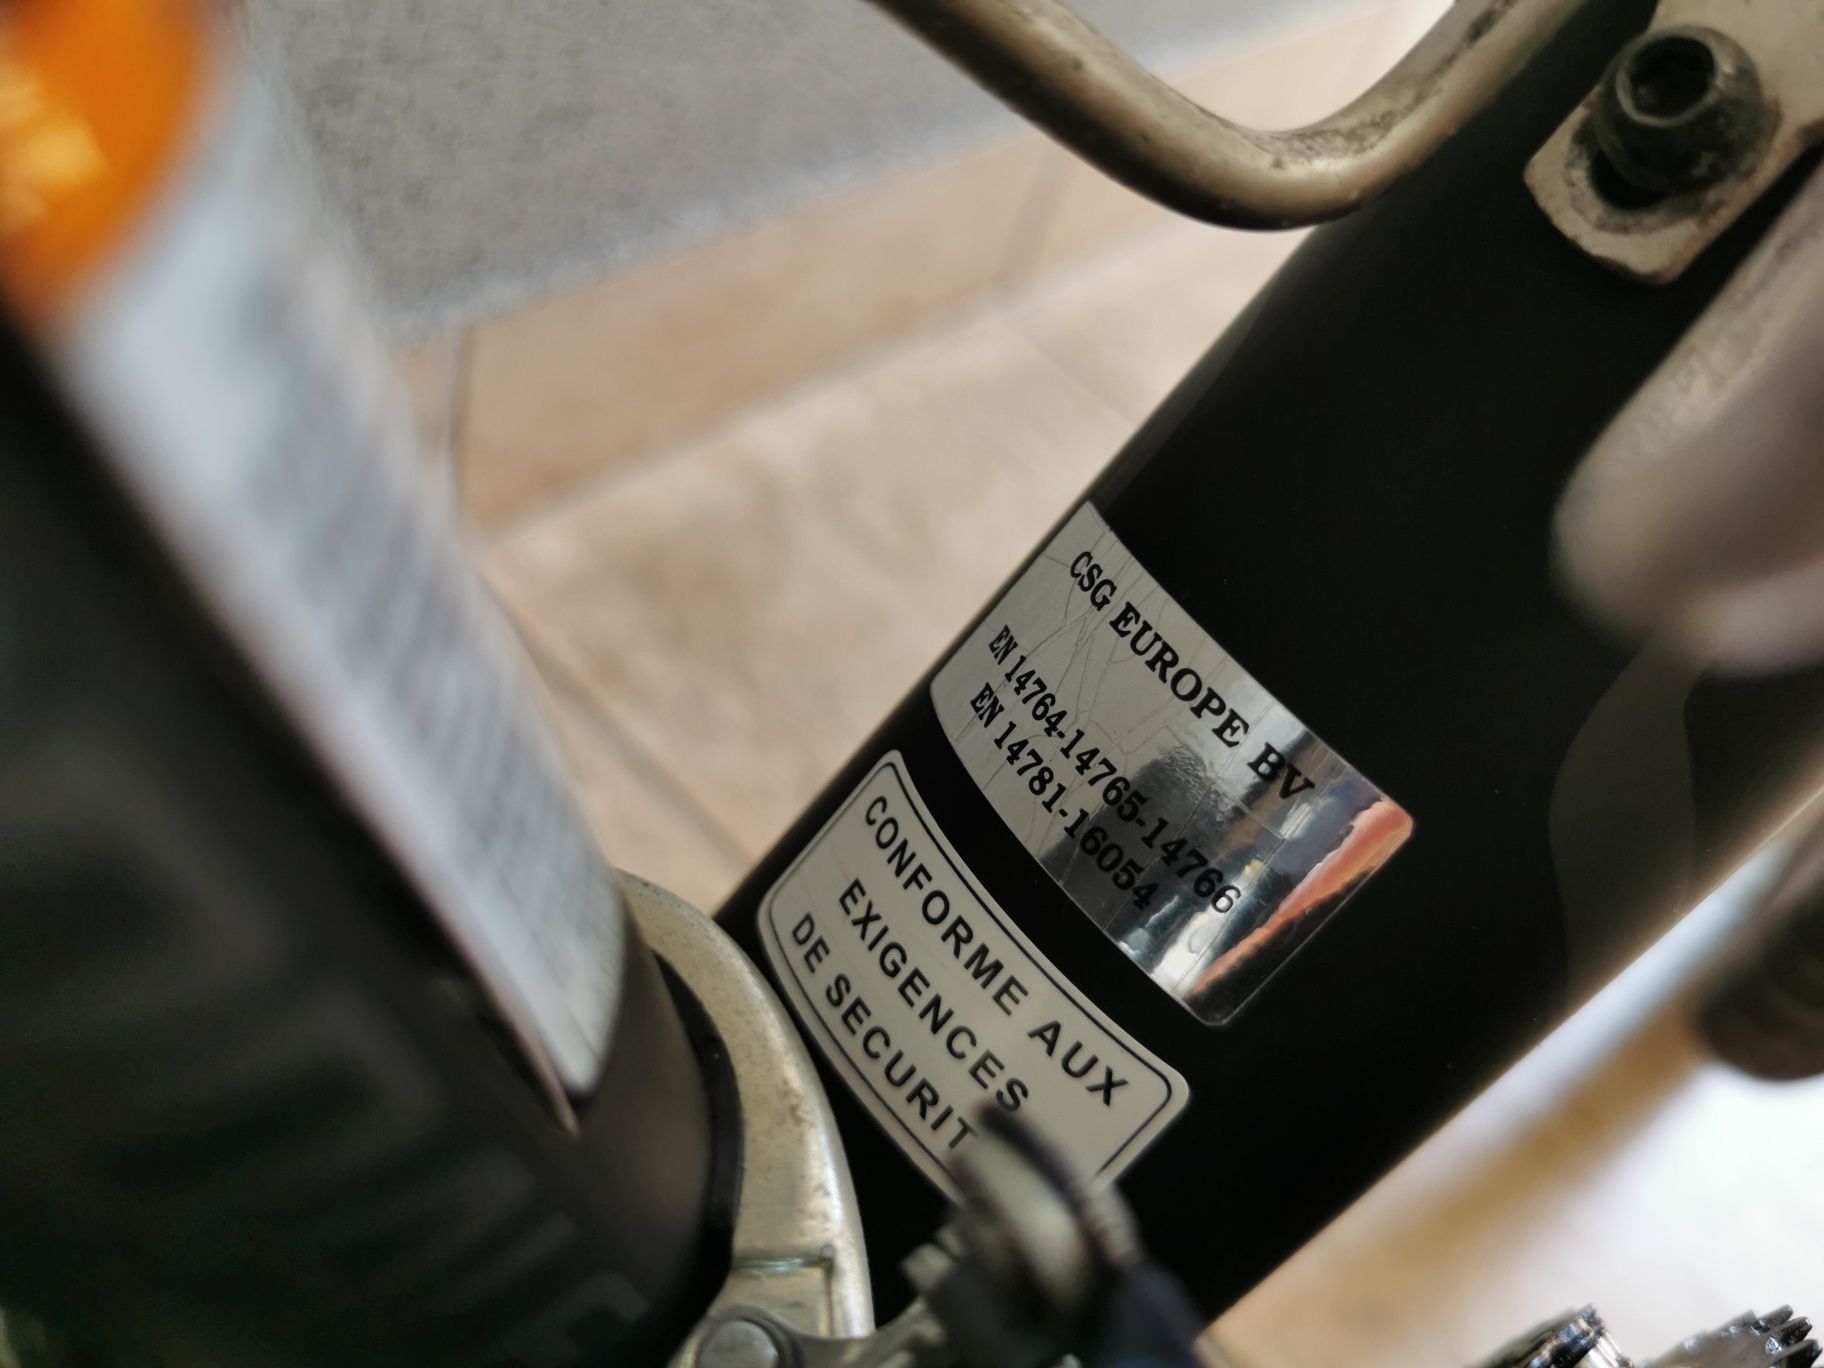 CSG EUROPE BV
EN 14764-14765-14766
EN 14781-16054
CONFORME AUX
EXIGENCES
DE SECURIT